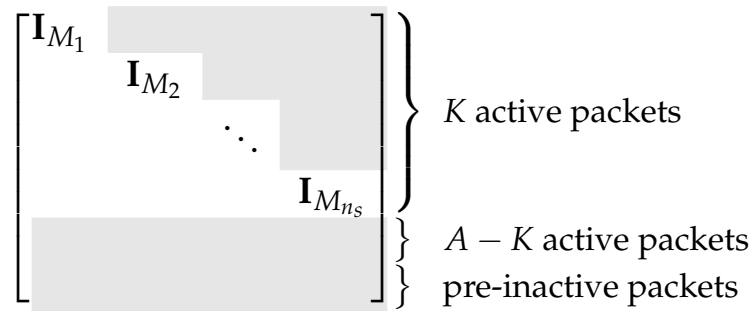 I_{M_1}
I_{M_2} K active packets
⋱
I_{M_{n_s}}
A − K active packets
pre-inactive packets